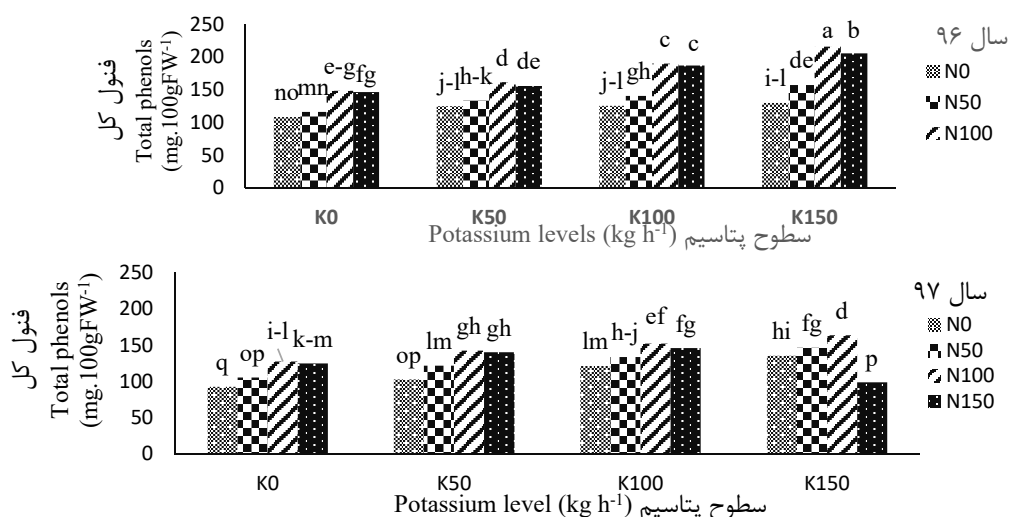 فنول کل
Total phenols
(mg.100gFW-1)
250
200
150
100
50
0
no
mn
e-g
fg
j-l
h-k
d
de
j-l
gh
c
c
i-l
de
a
b
K0
K50
K100
K150
سطوح پتاسیم Potassium levels (kg h-1)
سال ۹۶
N0
N50
N100
فنول کل
Total phenols
(mg.100gFW-1)
250
200
150
100
50
0
q
op
i-l
k-m
op
lm
gh
gh
lm
h-j
ef
fg
hi
fg
d
p
K0
K50
K100
K150
سطوح پتاسیم Potassium level (kg h-1)
سال ۹۷
N0
N50
N100
N150